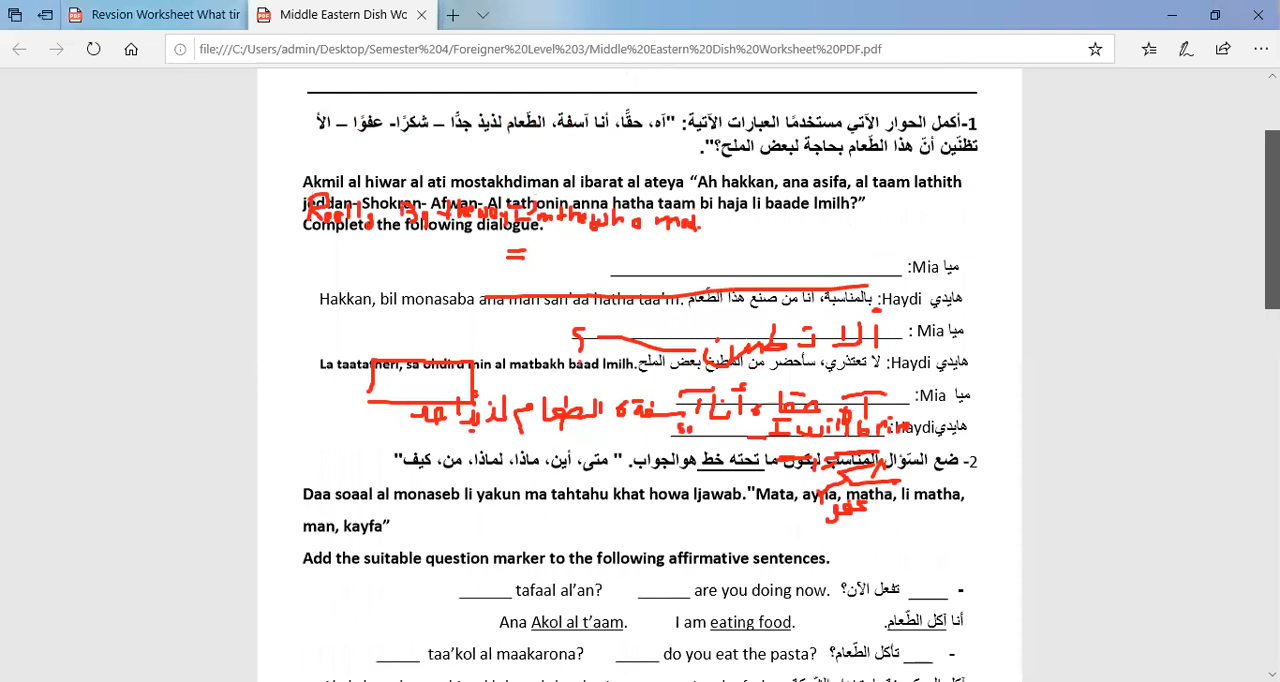 Revsion Worksheet What tir
Middle Eastern Dish Wo
file:///C:/Users/admin/Desktop/Semester%204/Foreigner%20Level%203/Middle%20Eastern%20Dish%20Worksheet%20PDF.pdf
1-أكمل الحوار الآتي مستخدمًا العبارات الآتية: "آه، حقًّا، أنا آسفة، الطّعام لذيذ جدًّا – شكرًا- عفوًا – الأ
تظنّين أنّ هذا الطّعام بحاجة لبعض الملح؟".
Akmil al hiwar al ati mostakhdiman al ibarat al ateya “Ah hakkan, ana asifa, al taam lathith
jeddan- Shokran- Afwan- Al tathonin anna hatha taam bi haja li baade lmilh?”
Really By the way I
Complete the following dialogue.
=
ميا Mia:
هايدي Haydi: بالمناسبة، أنا من صنع هذا الطّعام. Hakkan, bil monasaba ana man san'aa hatha taa'm.
ميا Mia :
ألا تظنين ؟
هايدي Haydi: لا تعتذري، سأحضر من المطبخ بعض الملح. La taatatheri, sa ohdiru min al matbakh baad lmilh.
ميا Mia :
آه حقا، أنا آسفة الطعام لذيذ
هايدي Haydi:
I will brin
2- ضع السّؤال المناسب ليكون ما تحته خط هوالجواب. " متى، أين، ماذا، لماذا، من، كيف"
Daa soaal al monaseb li yakun ma tahtahu khat howa ljawab."Mata, ayna, matha, li matha,
عفو
man, kayfa”
Add the suitable question marker to the following affirmative sentences.
- _____ تفعل الآن؟ ______ are you doing now. ______ tafaal al’an?
أنا آكل الطّعام. I am eating food. Ana Akol al t’aam.
- ____ تأكل الطّعام؟ _____ do you eat the pasta? _____ taa’kol al maakarona?